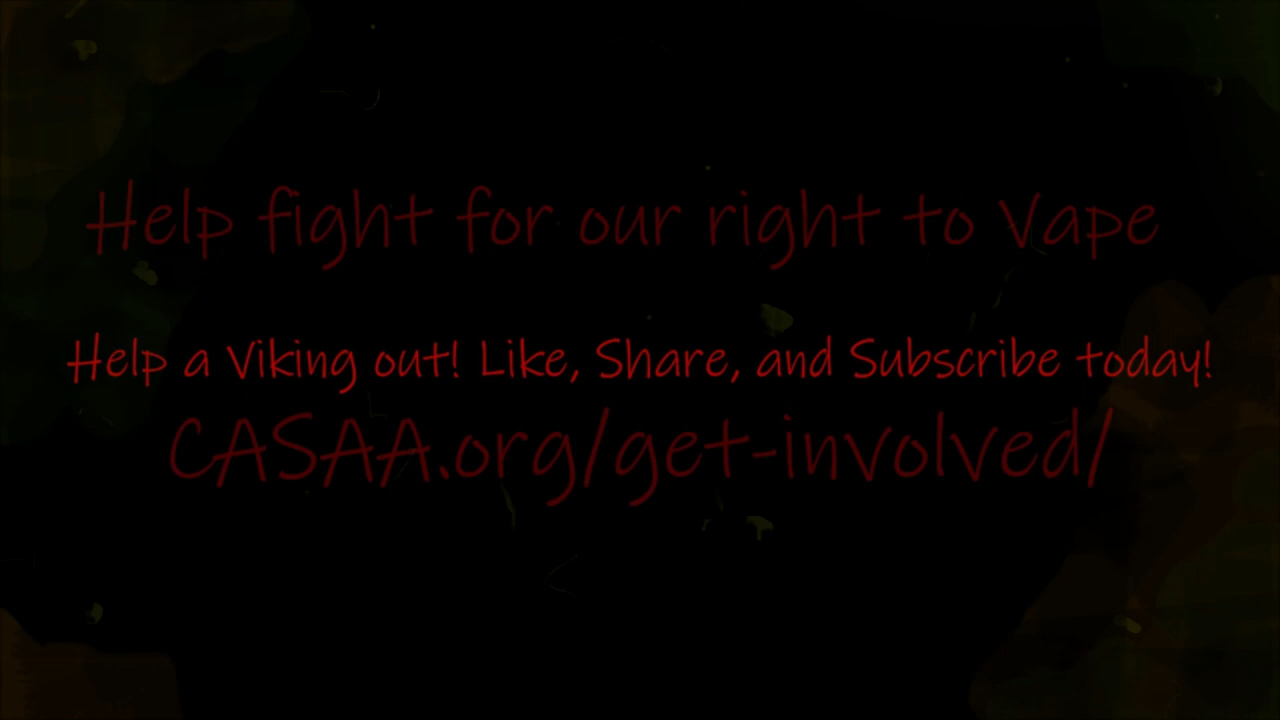 Help fight for our right to Vape
Help a Viking out! Like, Share, and Subscribe today!
CASAA.org/get-involved/